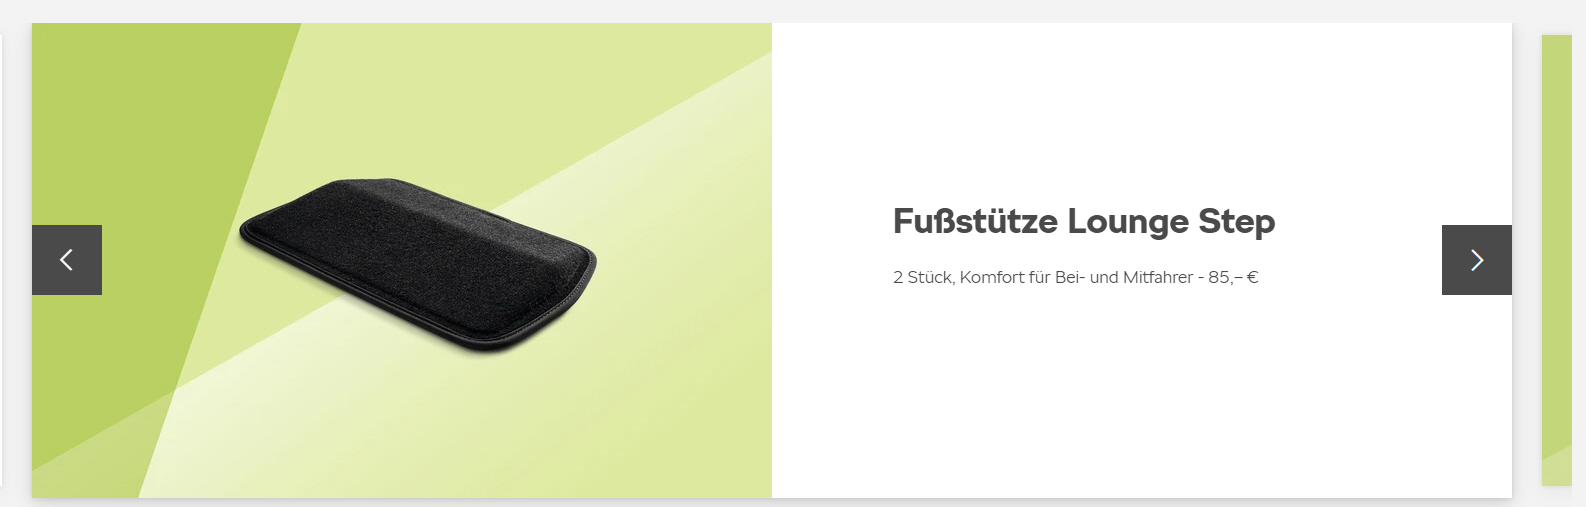 Fußstütze Lounge Step
2 Stück, Komfort für Bei- und Mitfahrer - 85,– €